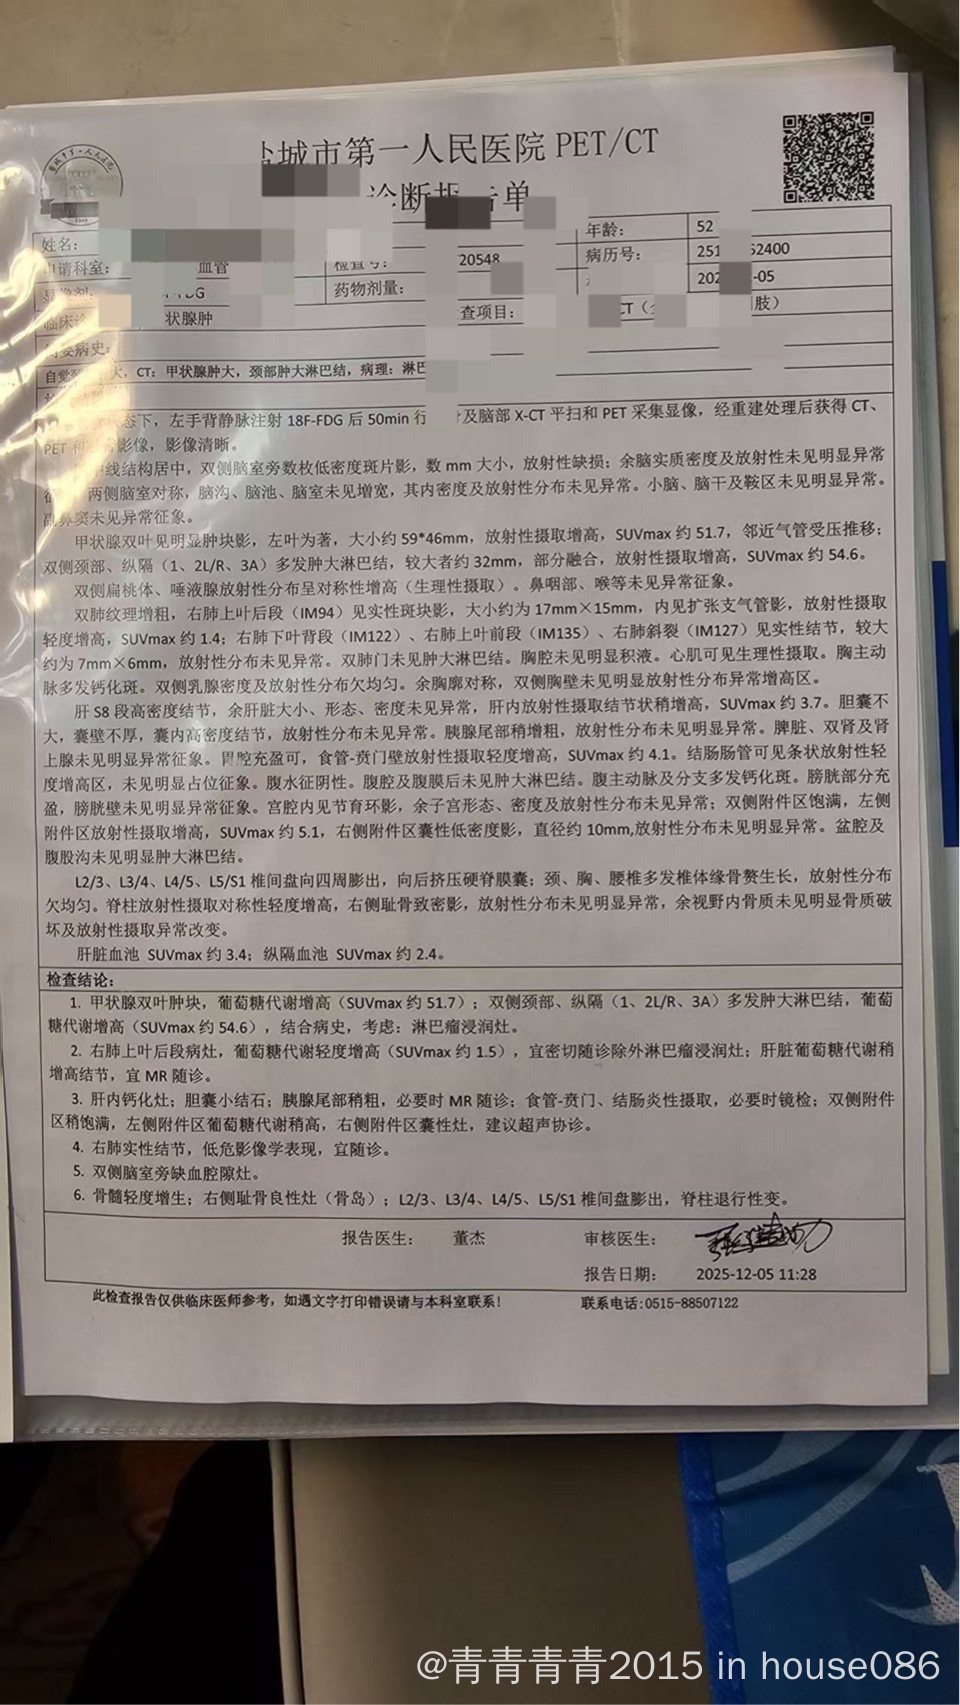 盐城市第一人民医院 PET/CT
诊断报告单
姓名:
年龄: 52
血管
20548
病历号: 251 52400
药物剂量:
-05
FDG
状腺肿
查项目:
CT
肢)
自觉
大, CT: 甲状腺肿大, 颈部肿大淋巴结, 病理: 淋巴
态下, 左手背静脉注射 18F-FDG 后 50min 行 及脑部 X-CT 平扫和 PET 采集显像, 经重建处理后获得 CT、
PET 影像, 影像清晰。
中线结构居中, 双侧脑室旁数枚低密度斑片影, 数 mm 大小, 放射性缺损; 余脑实质密度及放射性未见明显异常
两侧脑室对称, 脑沟、脑池、脑室未见增宽, 其内密度及放射性分布未见异常。小脑、脑干及鞍区未见明显异常。
副鼻窦未见异常征象。
甲状腺双叶见明显肿块影, 左叶为著, 大小约 59*46mm, 放射性摄取增高, SUVmax 约 51.7, 邻近气管受压推移;
双侧颈部、纵隔 (1、2L/R、3A) 多发肿大淋巴结, 较大者约 32mm, 部分融合, 放射性摄取增高, SUVmax 约 54.6。
双侧扁桃体、唾液腺放射性分布呈对称性增高 (生理性摄取)。鼻咽部、喉等未见异常征象。
双肺纹理增粗, 右肺上叶后段 (IM94) 见实性斑块影, 大小约为 17mm×15mm, 内见扩张支气管影, 放射性摄取
轻度增高, SUVmax 约 1.4; 右肺下叶背段 (IM122)、右肺上叶前段 (IM135)、右肺斜裂 (IM127) 见实性结节, 较大
约为 7mm×6mm, 放射性分布未见异常。双肺门未见肿大淋巴结。胸腔未见明显积液。心肌可见生理性摄取。胸主动
脉多发钙化斑。双侧乳腺密度及放射性分布欠均匀。余胸廓对称, 双侧胸壁未见明显放射性分布异常增高区。
肝 S8 段高密度结节, 余肝脏大小、形态、密度未见异常, 肝内放射性摄取结节状稍增高, SUVmax 约 3.7。胆囊不
大, 囊壁不厚, 囊内高密度结节, 放射性分布未见异常。胰腺尾部稍增粗, 放射性分布未见明显异常。脾脏、双肾及肾
上腺未见明显异常征象。胃腔充盈可, 食管-贲门壁放射性摄取轻度增高, SUVmax 约 4.1。结肠肠管可见条状放射性轻
度增高区, 未见明显占位征象。腹水征阴性。腹腔及腹膜后未见肿大淋巴结。腹主动脉及分支多发钙化斑。膀胱部分充
盈, 膀胱壁未见明显异常征象。宫腔内见节育环影, 余子宫形态、密度及放射性分布未见异常; 双侧附件区饱满, 左侧
附件区放射性摄取增高, SUVmax 约 5.1, 右侧附件区囊性低密度影, 直径约 10mm,放射性分布未见明显异常。盆腔及
腹股沟未见明显肿大淋巴结。
L2/3、L3/4、L4/5、L5/S1 椎间盘向四周膨出, 向后挤压硬脊膜囊; 颈、胸、腰椎多发椎体缘骨赘生长, 放射性分布
欠均匀。脊柱放射性摄取对称性轻度增高, 右侧耻骨致密影, 放射性分布未见明显异常, 余视野内骨质未见明显骨质破
坏及放射性摄取异常改变。
肝脏血池 SUVmax 约 3.4; 纵隔血池 SUVmax 约 2.4。
检查结论:
1. 甲状腺双叶肿块, 葡萄糖代谢增高 (SUVmax 约 51.7); 双侧颈部、纵隔 (1、2L/R、3A) 多发肿大淋巴结, 葡萄
糖代谢增高 (SUVmax 约 54.6), 结合病史, 考虑: 淋巴瘤浸润灶。
2. 右肺上叶后段病灶, 葡萄糖代谢轻度增高 (SUVmax 约 1.5), 宜密切随诊除外淋巴瘤浸润灶; 肝脏葡萄糖代谢稍
增高结节, 宜 MR 随诊。
3. 肝内钙化灶; 胆囊小结石; 胰腺尾部稍粗, 必要时 MR 随诊; 食管-贲门、结肠炎性摄取, 必要时镜检; 双侧附件
区稍饱满, 左侧附件区葡萄糖代谢稍高, 右侧附件区囊性灶, 建议超声协诊。
4. 右肺实性结节, 低危影像学表现, 宜随诊。
5. 双侧脑室旁缺血腔隙灶。
6. 骨髓轻度增生; 右侧耻骨良性灶 (骨岛); L2/3、L3/4、L4/5、L5/S1 椎间盘膨出, 脊柱退行性变。
报告医生: 董杰 审核医生:
报告日期: 2025-12-05 11:28
此检查报告仅供临床医师参考, 如遇文字打印错误请与本科室联系! 联系电话:0515-88507122
@青青青青2015 in house086